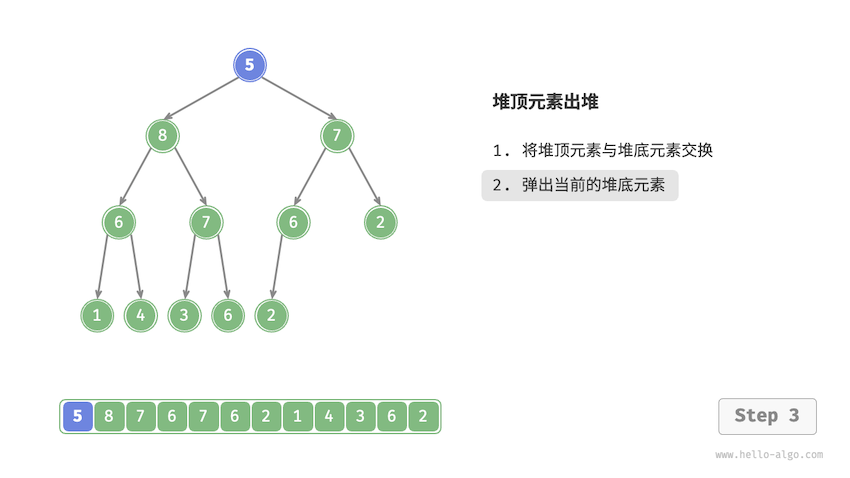 5
堆顶元素出堆
8 7
1. 将堆顶元素与堆底元素交换
2. 弹出当前的堆底元素
6 7 6 2
1 4 3 6 2
5 8 7 6 7 6 2 1 4 3 6 2
Step 3
www.hello-algo.com